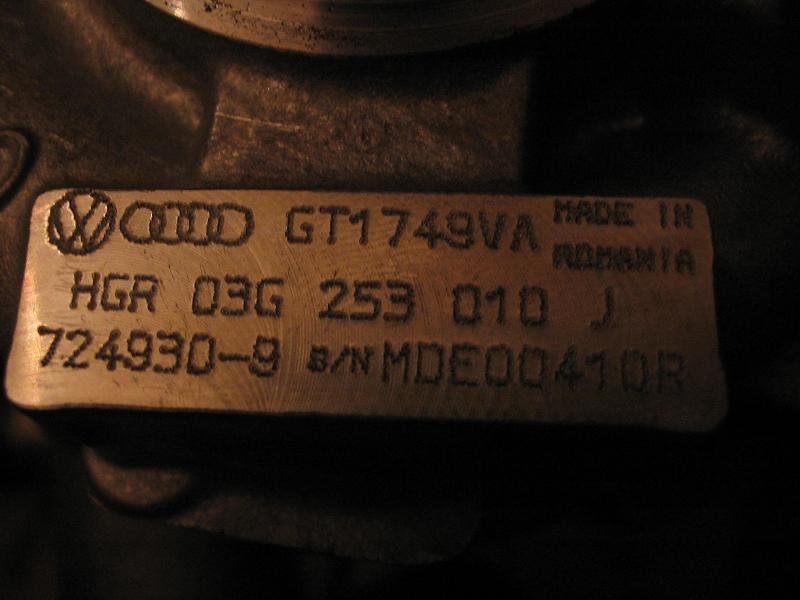 GT1749VA MADE IN
ROMANIA
HGR 03G 253 010 J
724930-9 S/N MDE00410R